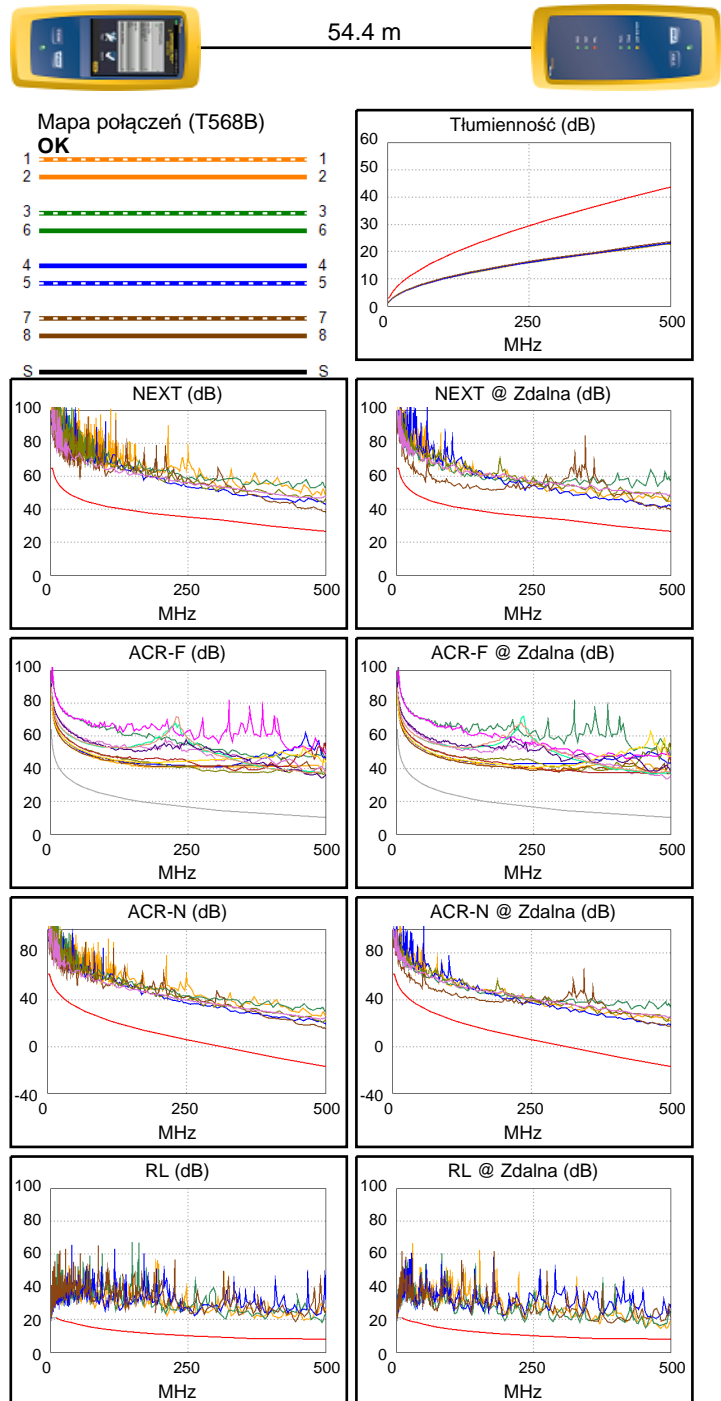 54.4 m
Mapa połączeń (T568B)
OK
1 1
2 2
3 3
6 6
4 4
5 5
7 7
8 8
S S
Tłumienność (dB)
60
50
40
30
20
10
0
0 250 500
MHz
NEXT (dB)
100
80
60
40
20
0
0 250 500
MHz
NEXT @ Zdalna (dB)
100
80
60
40
20
0
0 250 500
MHz
ACR-F (dB)
100
80
60
40
20
0
0 250 500
MHz
ACR-F @ Zdalna (dB)
100
80
60
40
20
0
0 250 500
MHz
ACR-N (dB)
80
40
0
-40
0 250 500
MHz
ACR-N @ Zdalna (dB)
80
40
0
-40
0 250 500
MHz
RL (dB)
100
80
60
40
20
0
0 250 500
MHz
RL @ Zdalna (dB)
100
80
60
40
20
0
0 250 500
MHz